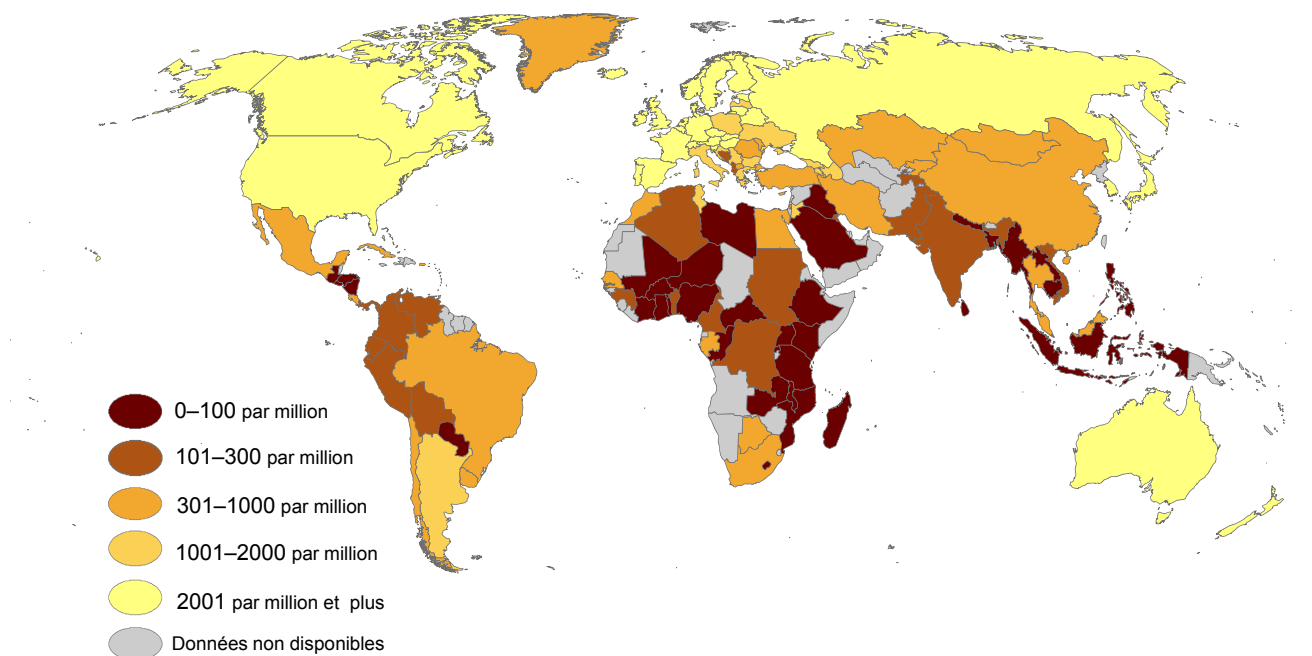 0–100 par million
101–300 par million
301–1000 par million
1001–2000 par million
2001 par million et plus
Données non disponibles